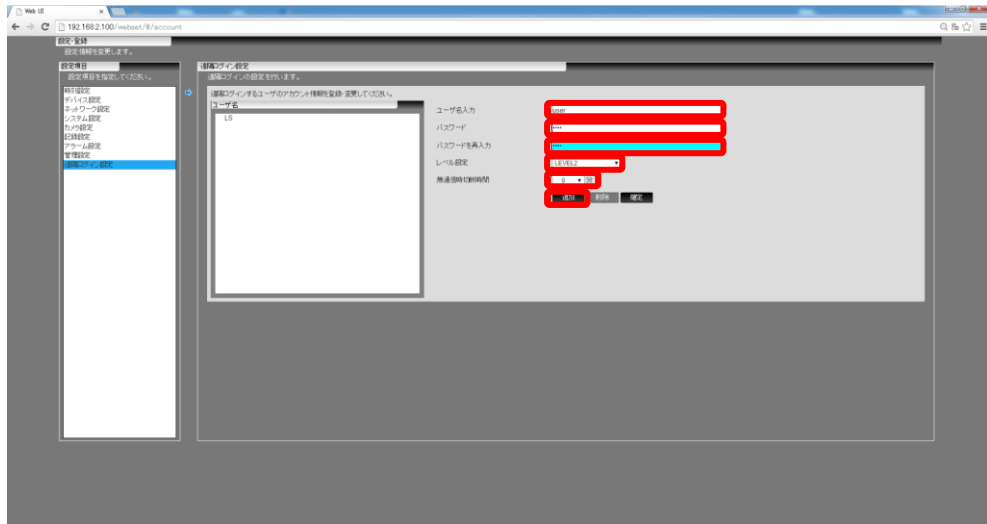 Web UI
192.168.2.100/webset/#/account
設定・登録
設定情報を変更します。
設定項目
設定項目を指定してください。
時刻設定
デバイス設定
ネットワーク設定
システム設定
カメラ設定
記録設定
アラーム設定
管理設定
遠隔ログイン設定
遠隔ログイン設定
遠隔ログインの設定を行います。
遠隔ログインするユーザのアカウント情報を登録・変更してください。
ユーザ名
LS
ユーザ名入力
user
パスワード
****
パスワードを再入力
****
レベル設定
LEVEL2
無通信時切断時間
0
分
追加
削除
確定